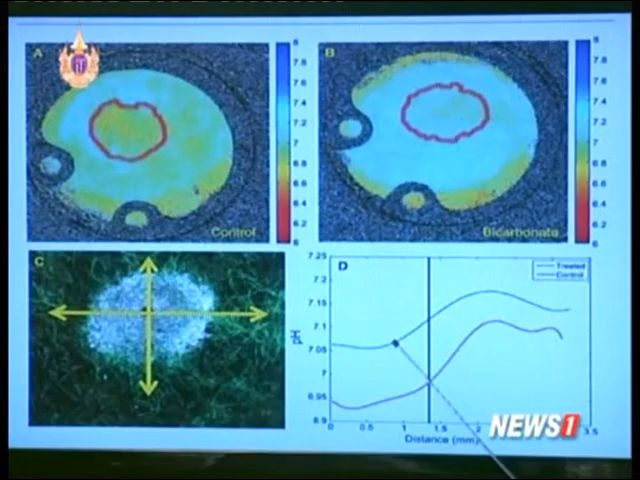 A
8
7.8
7.6
7.4
7.2
7
6.8
6.6
6.4
6.2
6
Control
B
8
7.8
7.6
7.4
7.2
7
6.8
6.6
6.4
6.2
6
Bicarbonate
C
D
7.25
7.2
7.15
7.1
7.05
7
6.95
6.9
pH
Treated
Control
0 0.5 1 1.5 2 3.5
Distance (mm)
NEWS1